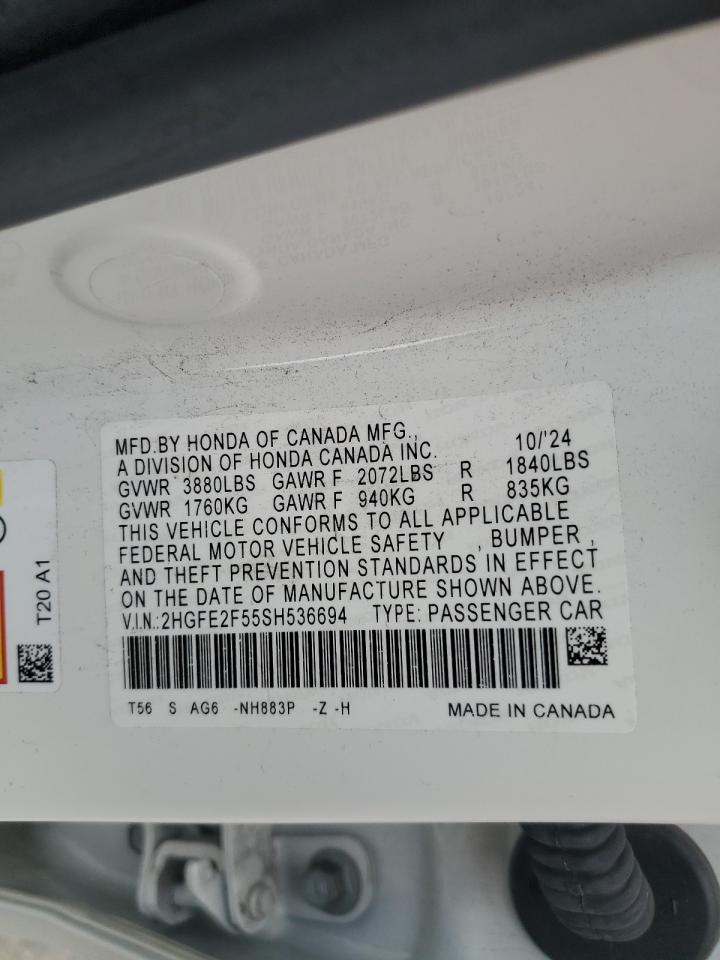 MFD.BY HONDA OF CANADA MFG., 10/'24
A DIVISION OF HONDA CANADA INC.
GVWR 3880LBS GAWR F 2072LBS R 1840LBS
GVWR 1760KG GAWR F 940KG R 835KG
THIS VEHICLE CONFORMS TO ALL APPLICABLE
FEDERAL MOTOR VEHICLE SAFETY , BUMPER ,
AND THEFT PREVENTION STANDARDS IN EFFECT
ON THE DATE OF MANUFACTURE SHOWN ABOVE.
V.I.N.:2HGFE2F55SH536694 TYPE: PASSENGER CAR
T56 S AG6 -NH883P -Z -H MADE IN CANADA
T20 A1